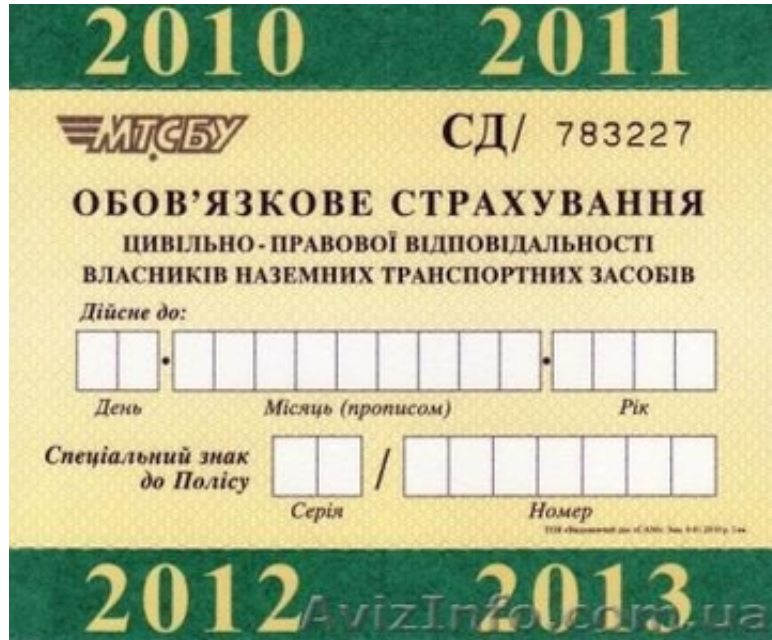 2010 2011
МТСБУ СД/ 783227
ОБОВ'ЯЗКОВЕ СТРАХУВАННЯ
ЦИВІЛЬНО - ПРАВОВОЇ ВІДПОВІДАЛЬНОСТІ
ВЛАСНИКІВ НАЗЕМНИХ ТРАНСПОРТНИХ ЗАСОБІВ
Дійсне до:
День Місяць (прописом) Рік
Спеціальний знак
до Полісу /
Серія Номер
2012 2013
AvizInfo.com.ua